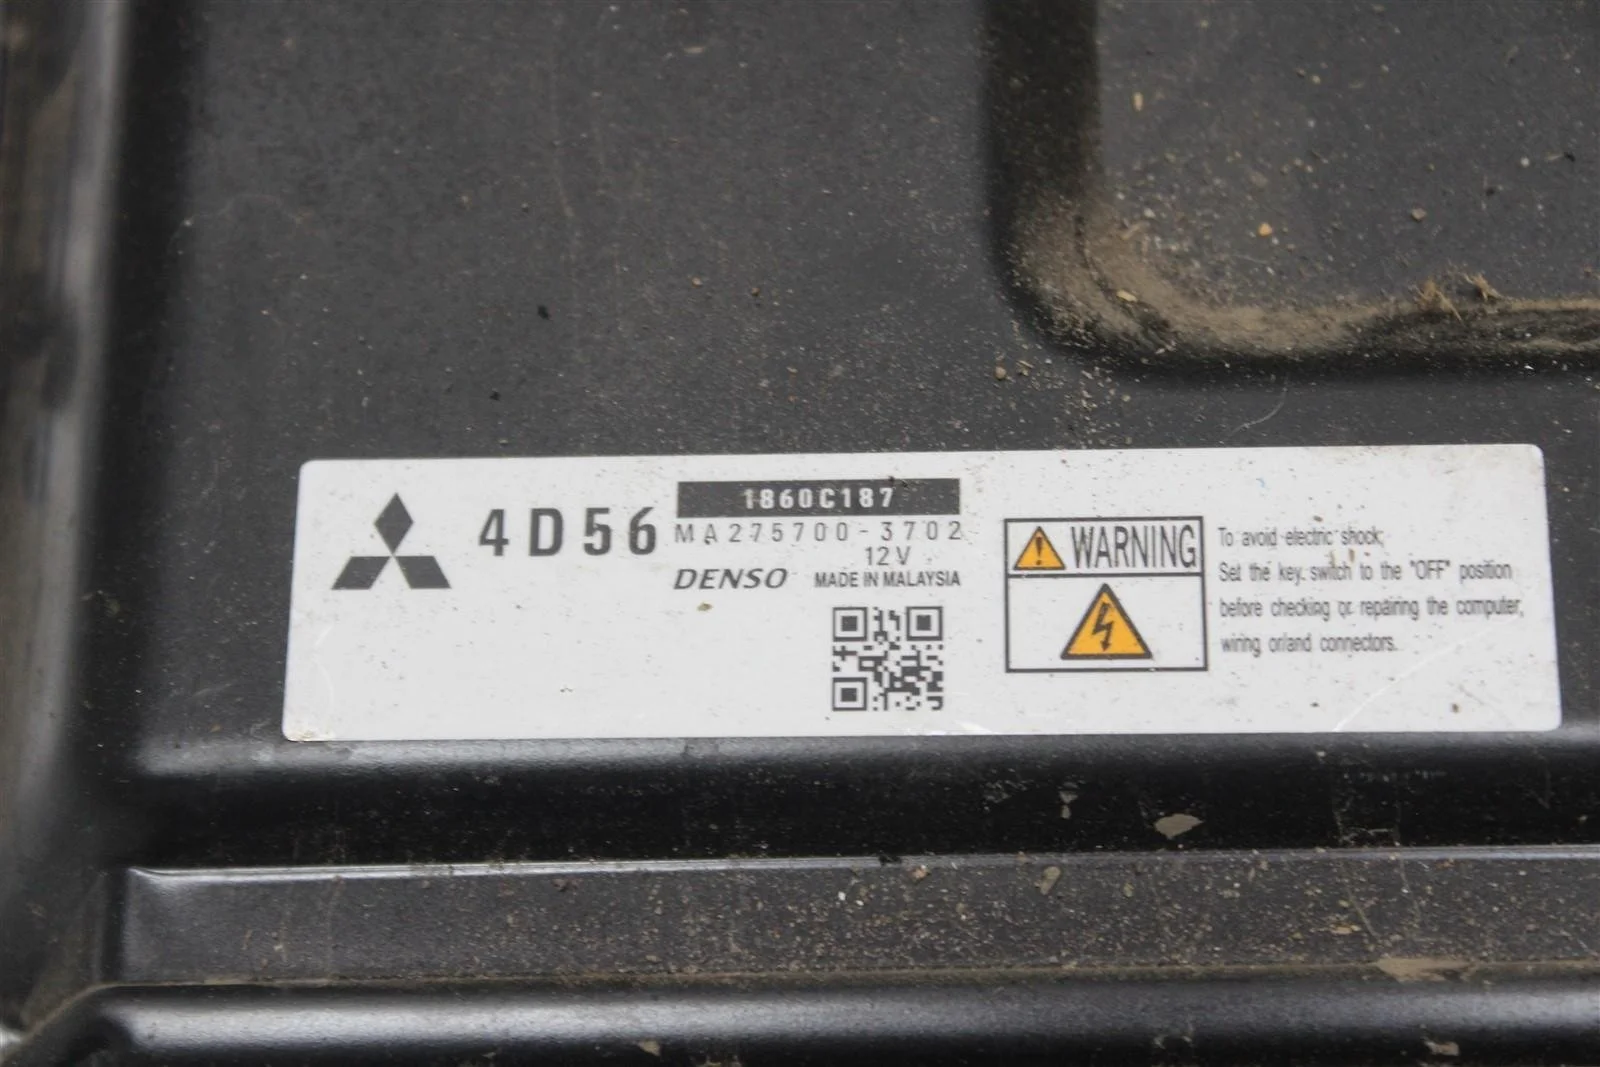 4D56
1860C187
MA275700-3702
12V
DENSO MADE IN MALAYSIA
WARNING
To avoid electric shock;
Set the key switch to the "OFF" position
before checking or repairing the computer,
wiring or/and connectors.